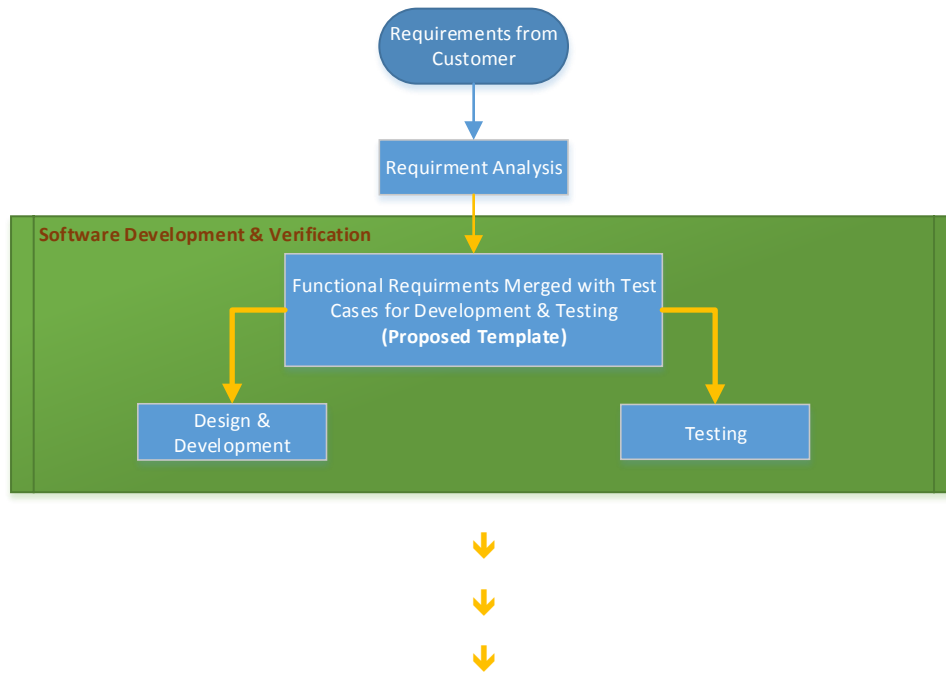 Requirements from
Customer
Requirment Analysis
Software Development & Verification
Functional Requirments Merged with Test
Cases for Development & Testing
(Proposed Template)
Design &
Development
Testing